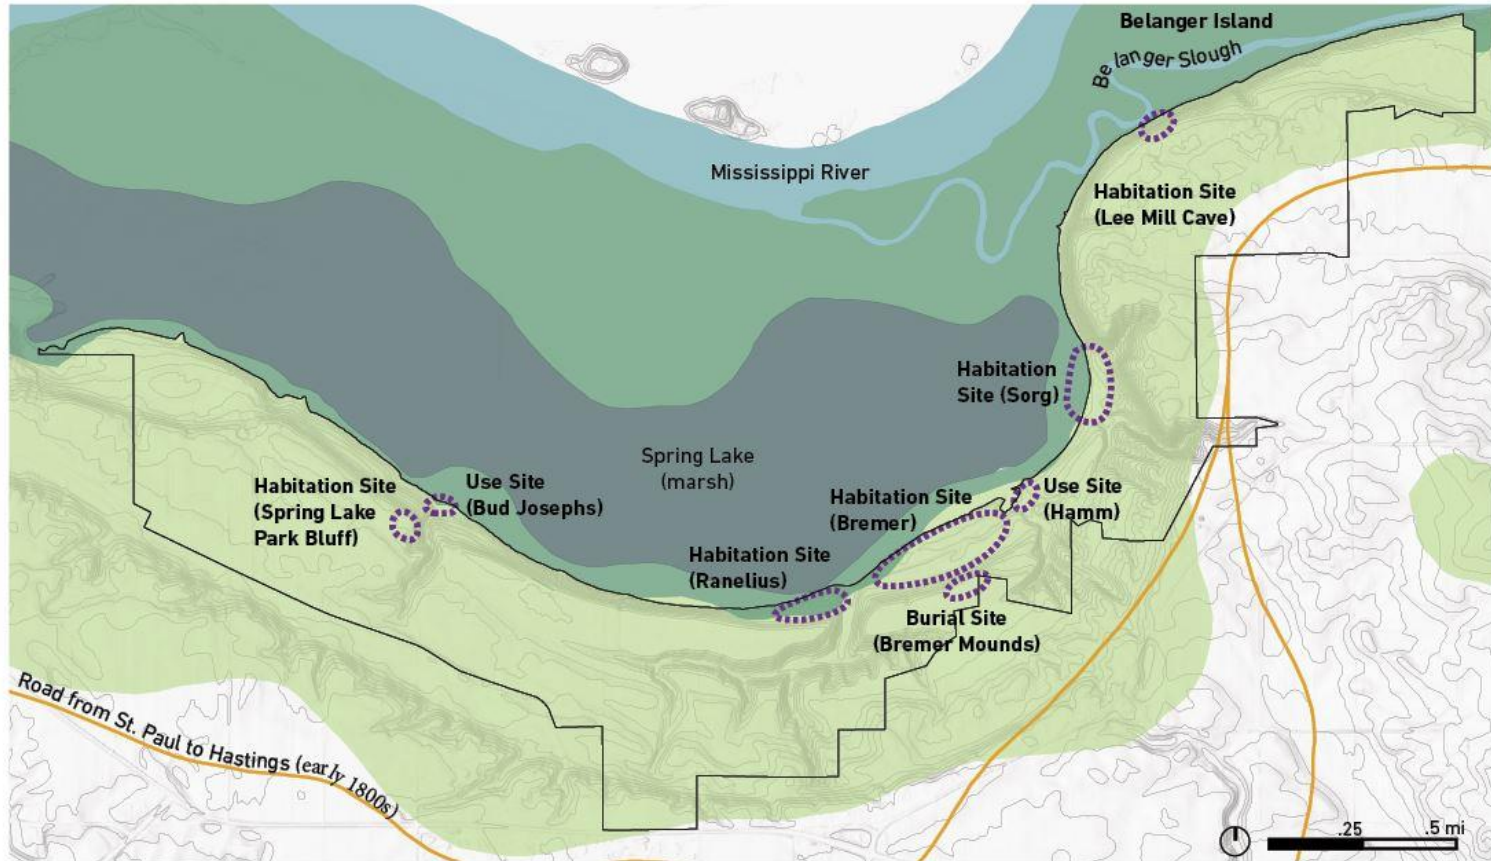 Belanger Island
Belanger Slough
Mississippi River
Habitation Site
(Lee Mill Cave)
Habitation
Site (Sorg)
Spring Lake
(marsh)
Habitation Site
(Spring Lake
Park Bluff)
Use Site
(Bud Josephs)
Habitation Site
(Bremer)
Use Site
(Hamm)
Habitation Site
(Ranelius)
Burial Site
(Bremer Mounds)
Road from St. Paul to Hastings (early 1800s)
.25
.5 mi